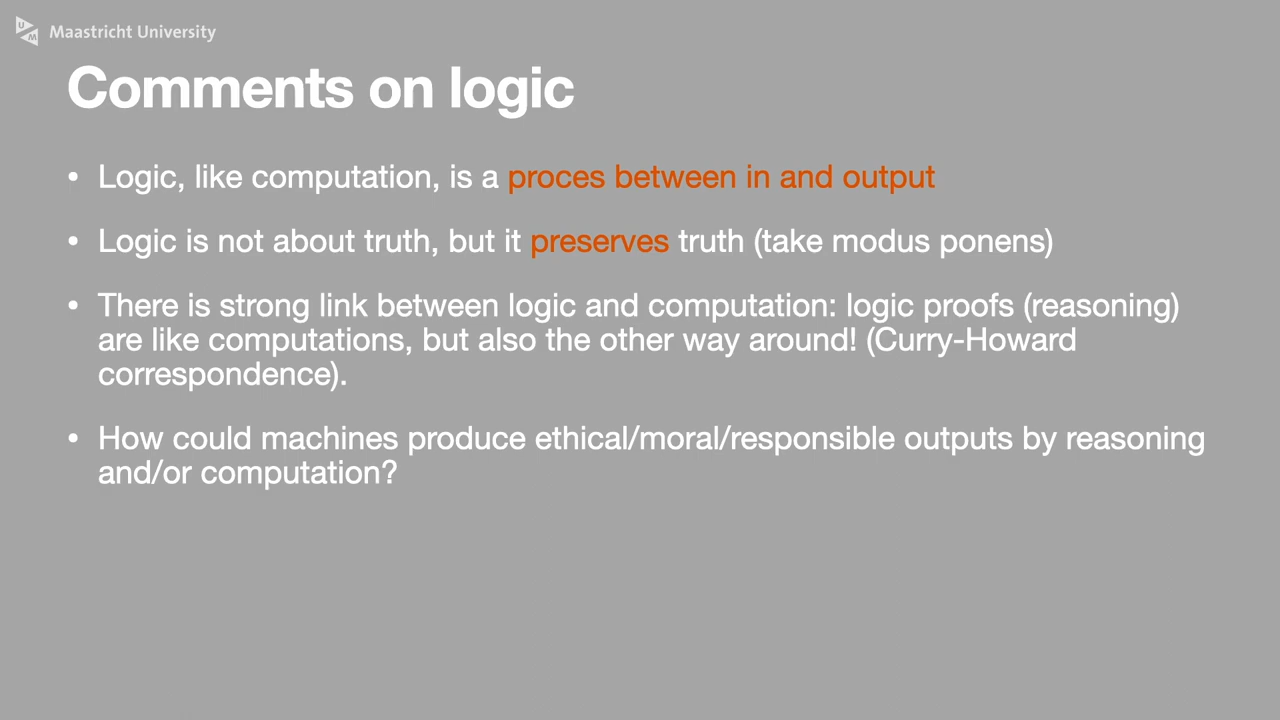 U M
Maastricht University
Comments on logic
• Logic, like computation, is a proces between in and output
• Logic is not about truth, but it preserves truth (take modus ponens)
• There is strong link between logic and computation: logic proofs (reasoning)
are like computations, but also the other way around! (Curry-Howard
correspondence).
• How could machines produce ethical/moral/responsible outputs by reasoning
and/or computation?